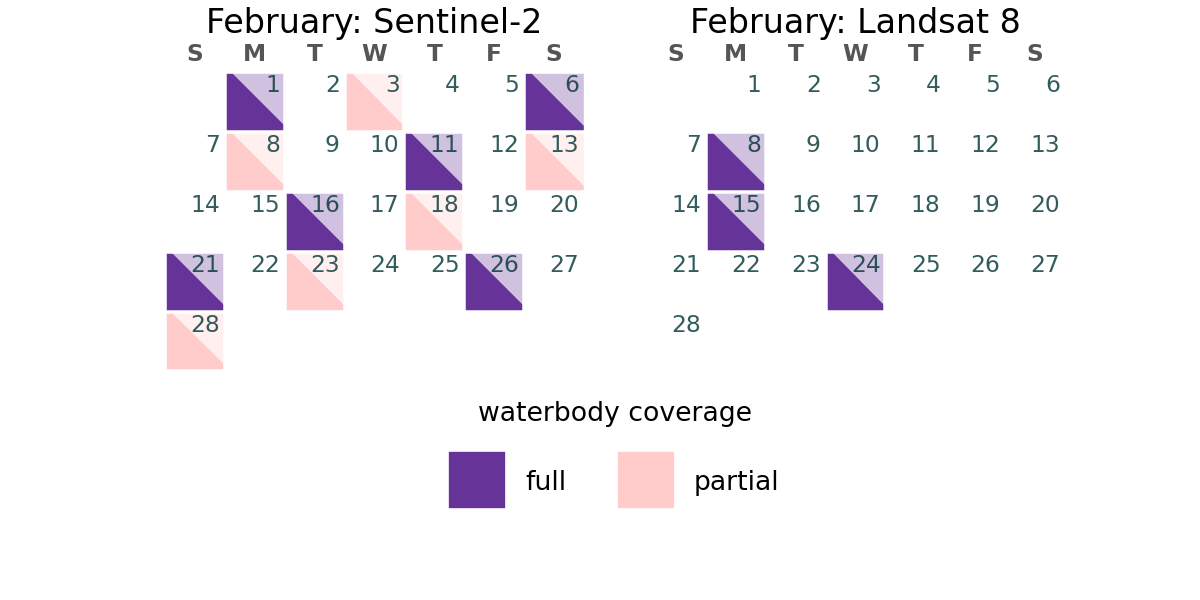 February: Sentinel-2
S M T W T F S
1 2 3 4 5 6
7 8 9 10 11 12 13
14 15 16 17 18 19 20
21 22 23 24 25 26 27
28
February: Landsat 8
S M T W T F S
1 2 3 4 5 6
7 8 9 10 11 12 13
14 15 16 17 18 19 20
21 22 23 24 25 26 27
28
waterbody coverage
full
partial